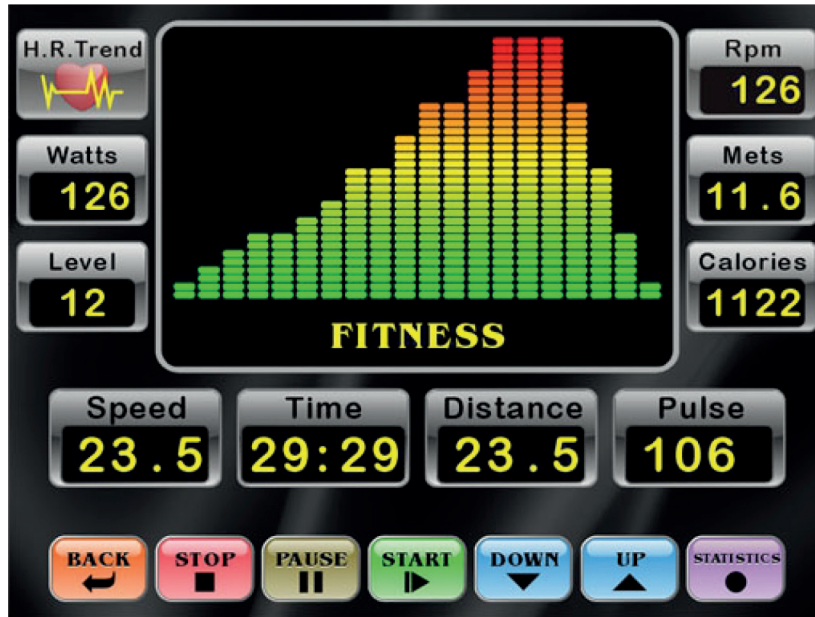 H.R.Trend
Rpm
126
Watts
126
Mets
11.6
Level
12
Calories
1122
FITNESS
Speed
23.5
Time
29:29
Distance
23.5
Pulse
106
BACK
STOP
PAUSE
START
DOWN
UP
STATISTICS